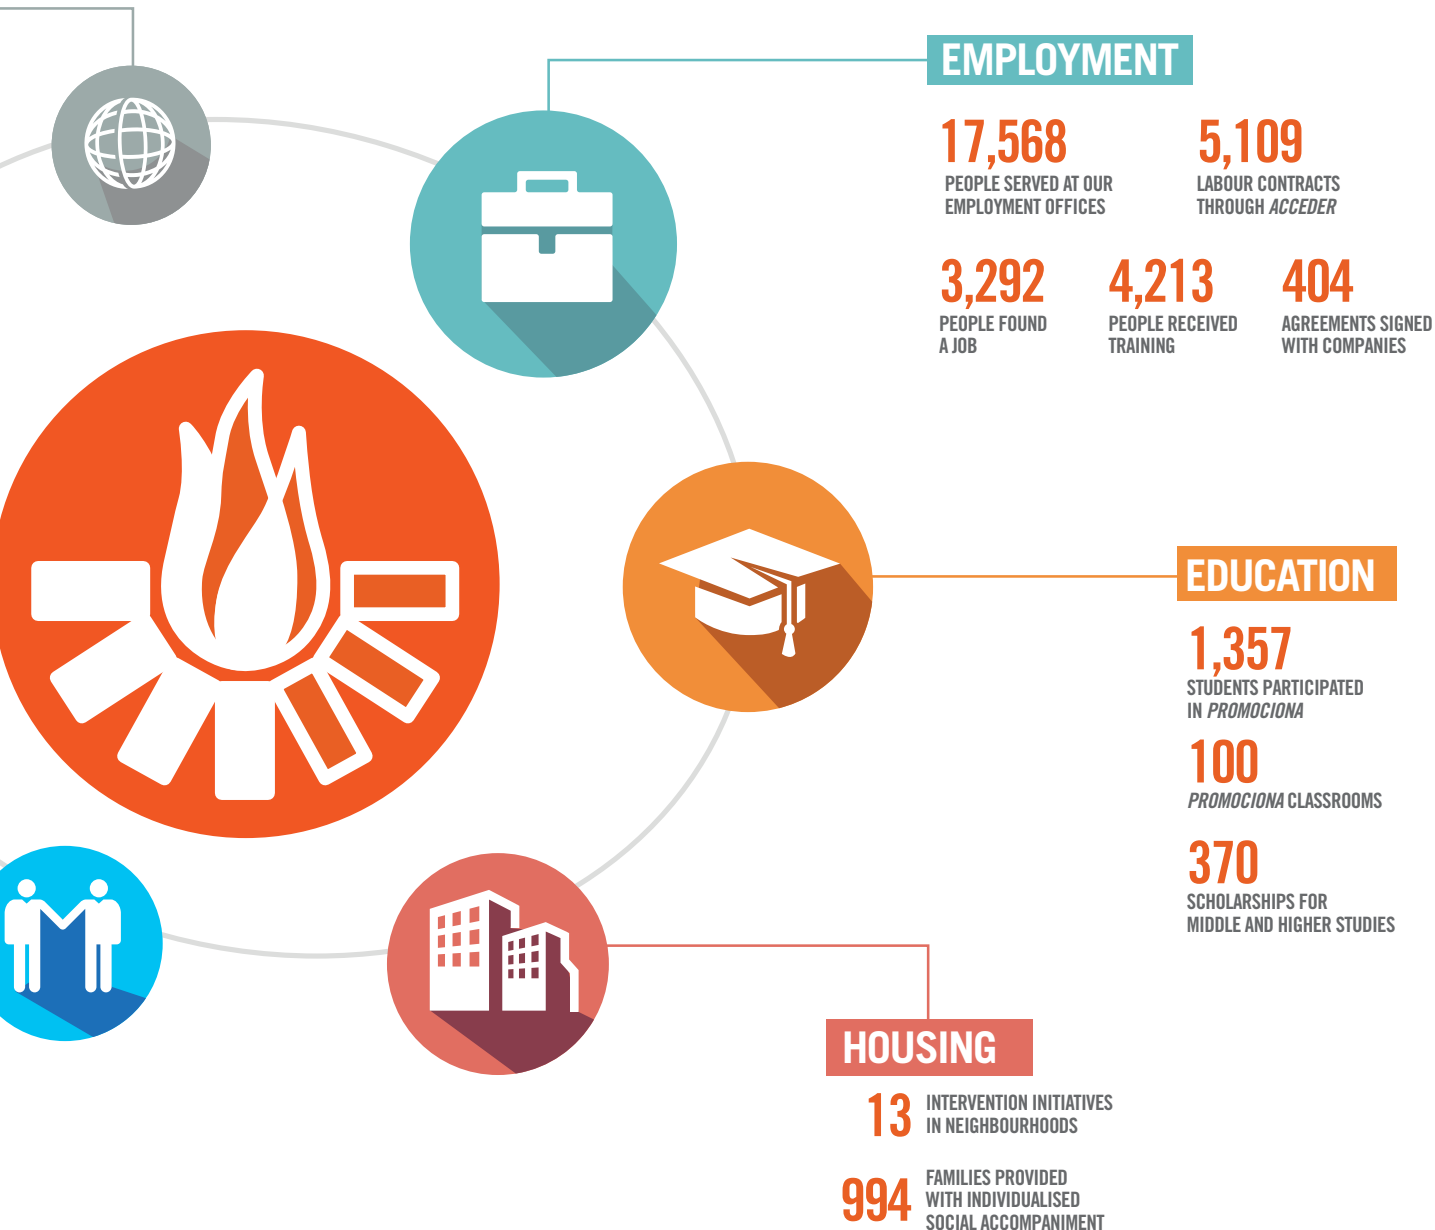 EMPLOYMENT
17,568
PEOPLE SERVED AT OUR
EMPLOYMENT OFFICES
5,109
LABOUR CONTRACTS
THROUGH ACCEDER
3,292
PEOPLE FOUND
A JOB
4,213
PEOPLE RECEIVED
TRAINING
404
AGREEMENTS SIGNED
WITH COMPANIES
EDUCATION
1,357
STUDENTS PARTICIPATED
IN PROMOCIONA
100
PROMOCIONA CLASSROOMS
370
SCHOLARSHIPS FOR
MIDDLE AND HIGHER STUDIES
HOUSING
13
INTERVENTION INITIATIVES
IN NEIGHBOURHOODS
994
FAMILIES PROVIDED
WITH INDIVIDUALISED
SOCIAL ACCOMPANIMENT